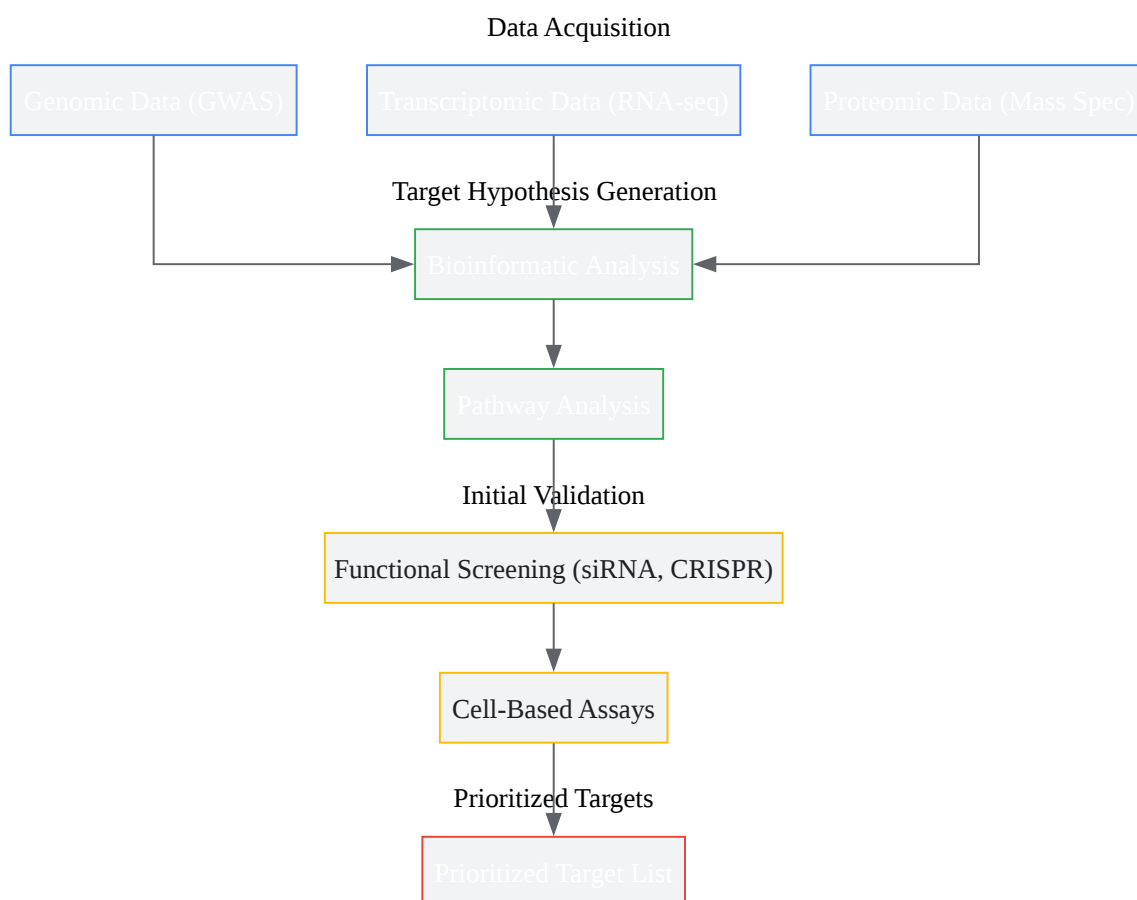 Data Acquisition
Genomic Data (GWAS)
Transcriptomic Data (RNA-seq)
Proteomic Data (Mass Spec)
Target Hypothesis Generation
Bioinformatic Analysis
Pathway Analysis
Initial Validation
Functional Screening (siRNA, CRISPR)
Cell-Based Assays
Prioritized Targets
Prioritized Target List